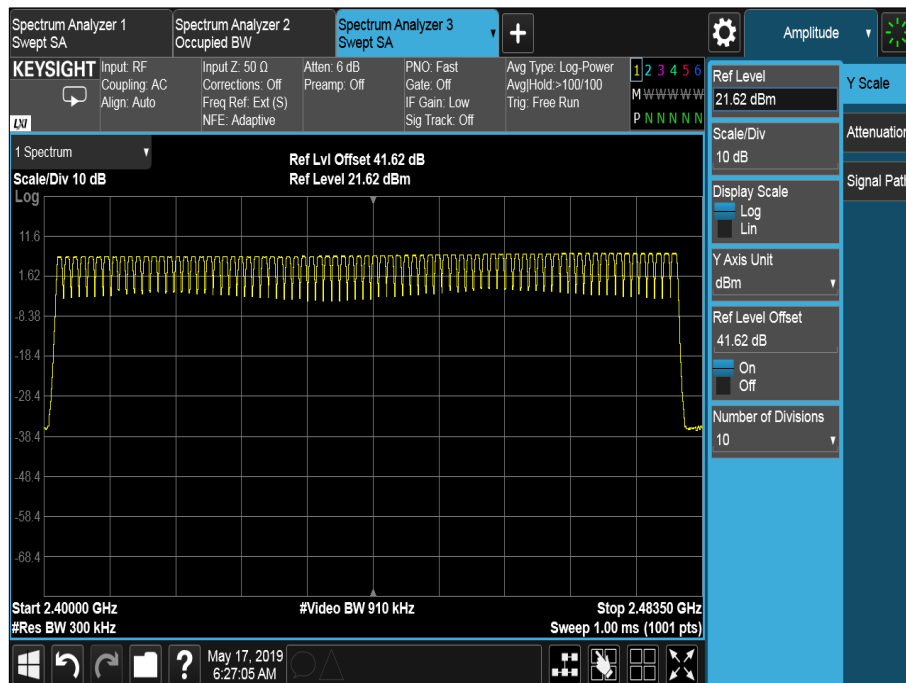 Spectrum Analyzer 1
Swept SA
Spectrum Analyzer 2
Occupied BW
Spectrum Analyzer 3
Swept SA
+
Amplitude
KEYSIGHT
LXI
Input: RF
Coupling: AC
Align: Auto
Input Z: 50 Ω
Corrections: Off
Freq Ref: Ext (S)
NFE: Adaptive
Atten: 6 dB
Preamp: Off
PNO: Fast
Gate: Off
IF Gain: Low
Sig Track: Off
Avg Type: Log-Power
Avg|Hold:>100/100
Trig: Free Run
1 2 3 4 5 6
M W W W W W
P N N N N N
1 Spectrum
Scale/Div 10 dB
Ref Lvl Offset 41.62 dB
Ref Level 21.62 dBm
Log
11.6
1.62
-8.38
-18.4
-28.4
-38.4
-48.4
-58.4
-68.4
Start 2.40000 GHz
#Video BW 910 kHz
Stop 2.48350 GHz
#Res BW 300 kHz
Sweep 1.00 ms (1001 pts)
Ref Level
21.62 dBm
Scale/Div
10 dB
Display Scale
Log
Lin
Y Axis Unit
dBm
Ref Level Offset
41.62 dB
On
Off
Number of Divisions
10
Y Scale
Attenuation
Signal Path
?
May 17, 2019
6:27:05 AM